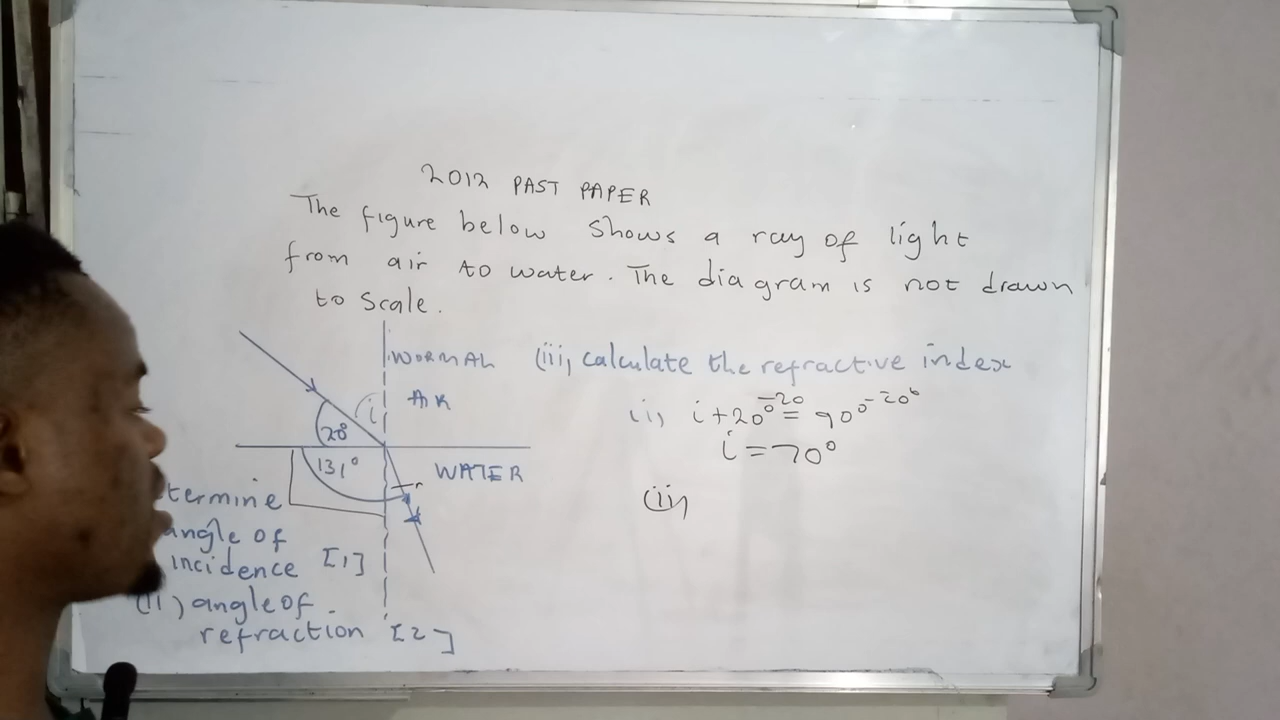 2012 PAST PAPER
The figure below shows a ray of light
from air to water. The diagram is not drawn
to scale.
NORMAL
AIR
i
20°
131°
r
WATER
termine
angle of
incidence [1]
(ii) angle of
refraction [2]
(iii) calculate the refractive index
i) i+20°-20=90°-20°
i=70°
(ii)